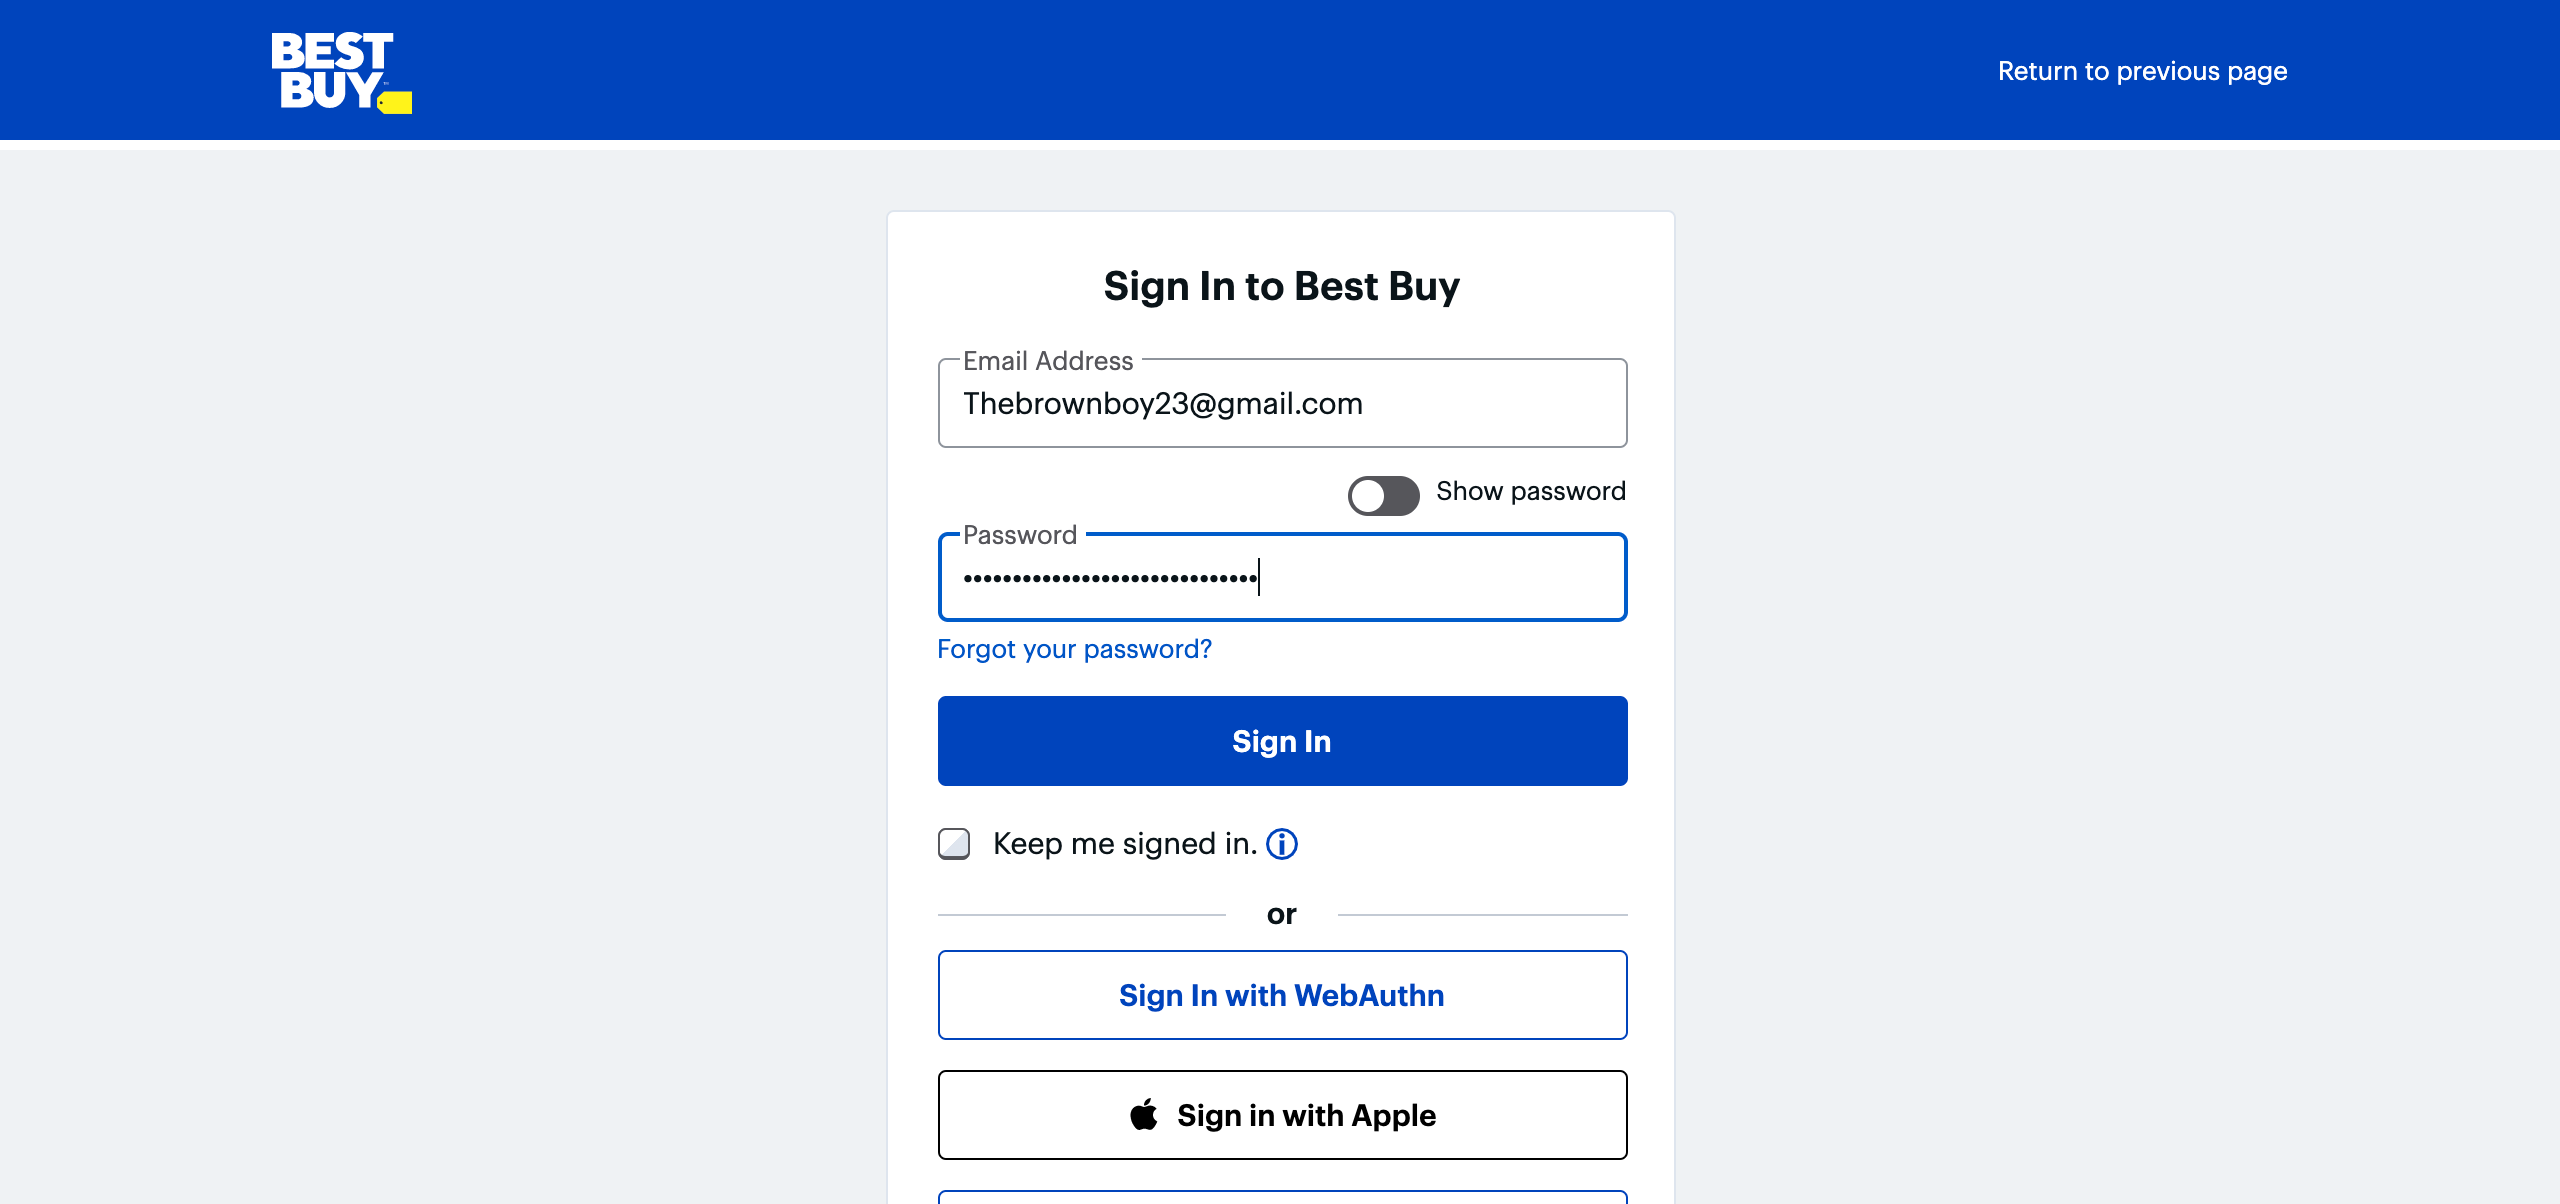 BEST
BUY
Return to previous page
Sign In to Best Buy
Email Address
Thebrownboy23@gmail.com
Show password
Password
••••••••••••••••••••••••••••••
Forgot your password?
Sign In
Keep me signed in.
or
Sign In with WebAuthn
Sign in with Apple